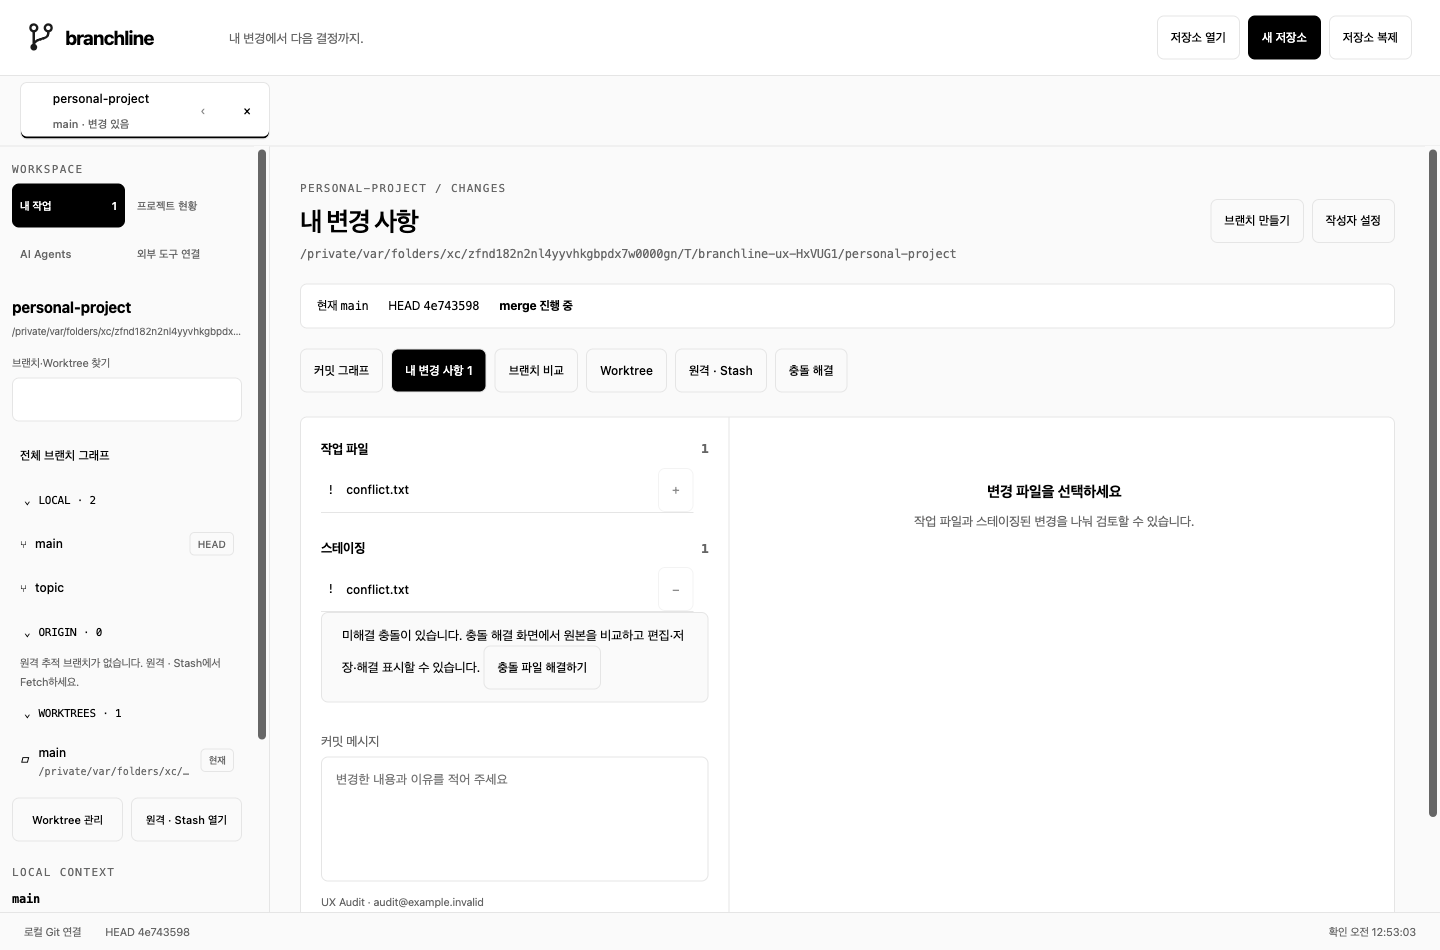 branchline
내 변경에서 다음 결정까지.
저장소 열기
새 저장소
저장소 복제
personal-project
main · 변경 있음
‹
×
WORKSPACE
내 작업 1
프로젝트 현황
AI Agents
외부 도구 연결
personal-project
/private/var/folders/xc/zfnd182n2nl4yyvhkgbpdx...
브랜치·Worktree 찾기
전체 브랜치 그래프
⌄ LOCAL · 2
main HEAD
topic
⌄ ORIGIN · 0
원격 추적 브랜치가 없습니다. 원격 · Stash에서
Fetch하세요.
⌄ WORKTREES · 1
main
/private/var/folders/xc/…
현재
Worktree 관리
원격 · Stash 열기
LOCAL CONTEXT
main
PERSONAL-PROJECT / CHANGES
내 변경 사항
/private/var/folders/xc/zfnd182n2nl4yyvhkgbpdx7w0000gn/T/branchline-ux-HxVUG1/personal-project
브랜치 만들기
작성자 설정
현재 main HEAD 4e743598 merge 진행 중
커밋 그래프
내 변경 사항 1
브랜치 비교
Worktree
원격 · Stash
충돌 해결
작업 파일 1
! conflict.txt +
스테이징 1
! conflict.txt −
미해결 충돌이 있습니다. 충돌 해결 화면에서 원본을 비교하고 편집·저
장·해결 표시할 수 있습니다. 충돌 파일 해결하기
커밋 메시지
변경한 내용과 이유를 적어 주세요
UX Audit · audit@example.invalid
변경 파일을 선택하세요
작업 파일과 스테이징된 변경을 나눠 검토할 수 있습니다.
로컬 Git 연결
HEAD 4e743598
확인 오전 12:53:03